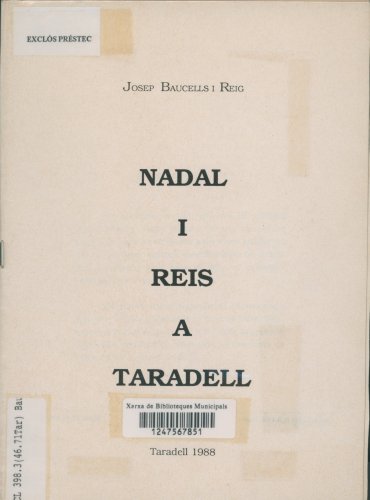 EXCLÒS PRÉSTEC
JOSEP BAUCELLS I REIG
NADAL
I
REIS
A
TARADELL
Xarxa de Biblioteques Municipals
1247567851
Taradell 1988
CL 398.3(46.71Tar) Bau